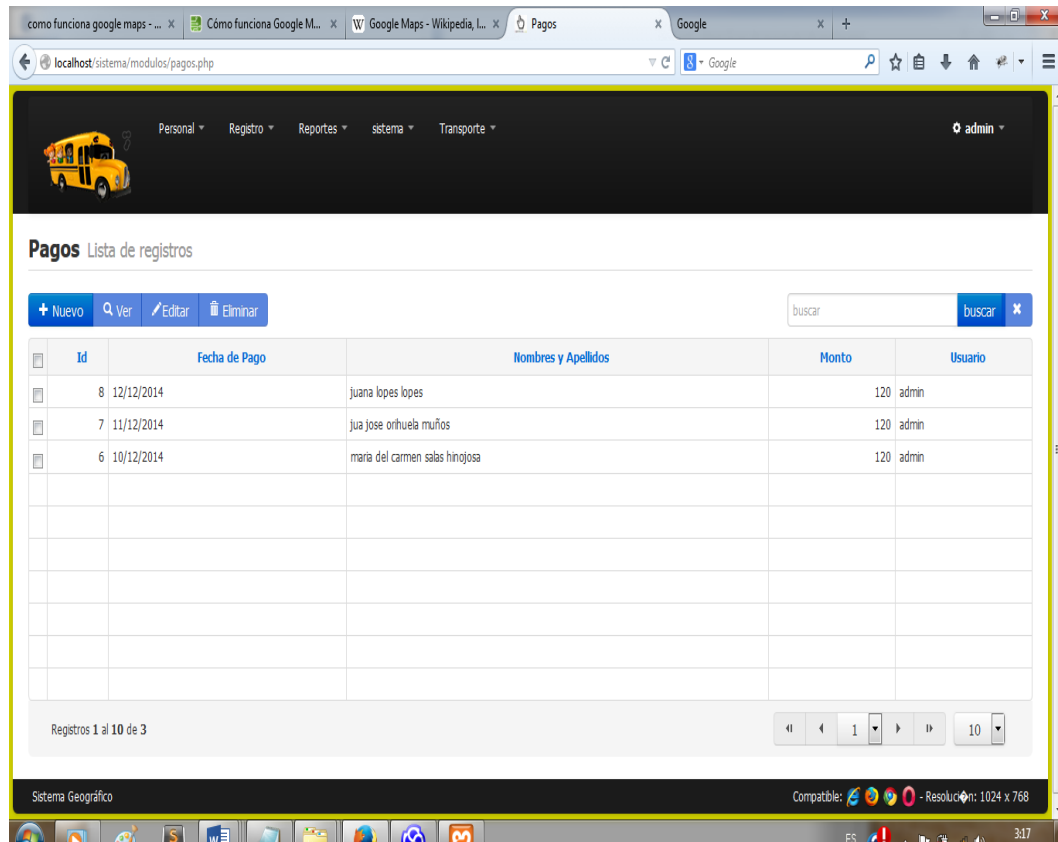 como funciona google maps - ...
Cómo funciona Google M...
Google Maps - Wikipedia, l...
Pagos
Google
localhost/sistema/modulos/pagos.php
Google
Personal
Registro
Reportes
sistema
Transporte
admin
Pagos Lista de registros
Nuevo
Ver
Editar
Eliminar
buscar
buscar
Id Fecha de Pago Nombres y Apellidos Monto Usuario
8 12/12/2014 juana lopes lopes 120 admin
7 11/12/2014 jua jose orihuela muños 120 admin
6 10/12/2014 maria del carmen salas hinojosa 120 admin
Registros 1 al 10 de 3
1
10
Sistema Geográfico
Compatible: - Resoluci�n: 1024 x 768
ES
3:17